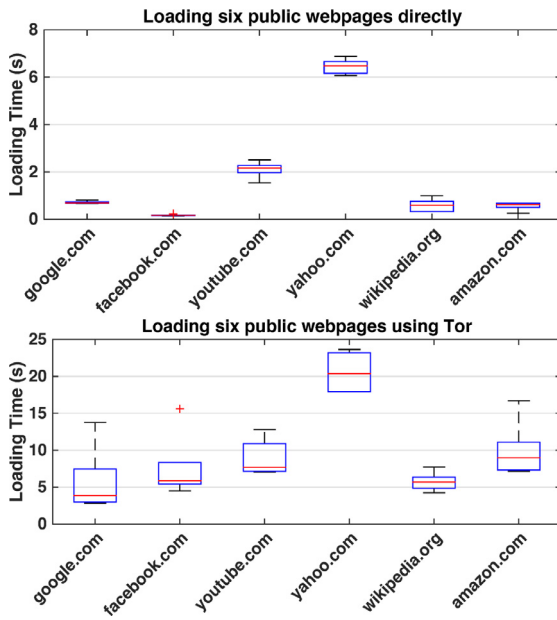 Loading six public webpages directly
Loading Time (s)
8
6
4
2
0
google.com
facebook.com
youtube.com
yahoo.com
wikipedia.org
amazon.com
Loading six public webpages using Tor
Loading Time (s)
25
20
15
10
5
0
google.com
facebook.com
youtube.com
yahoo.com
wikipedia.org
amazon.com